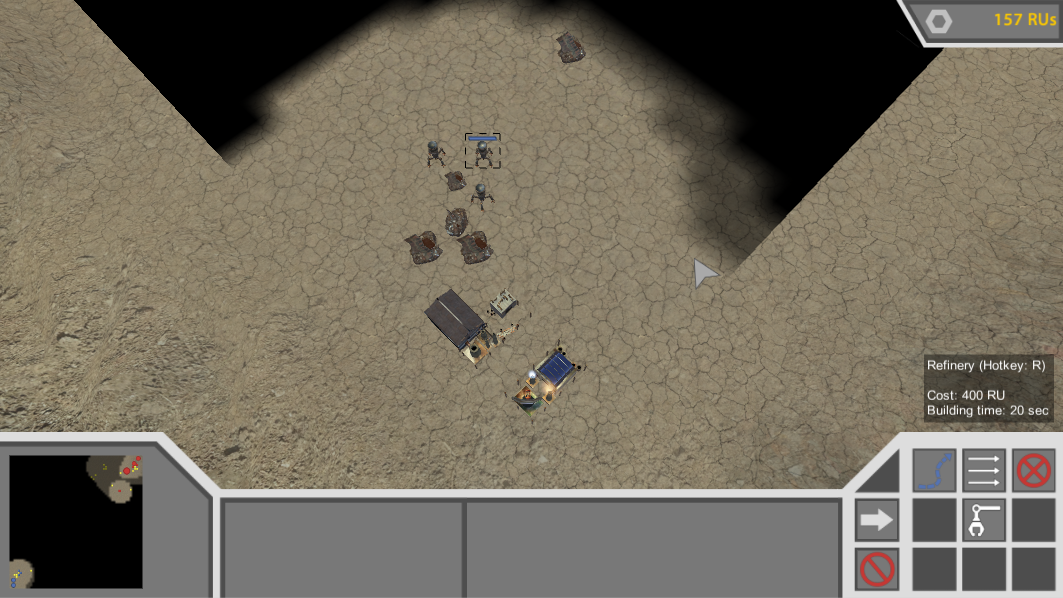 157 RUs
Refinery (Hotkey: R)
Cost: 400 RU
Building time: 20 sec